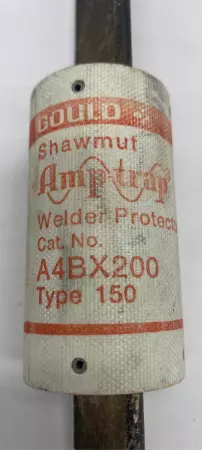 GOULD
Shawmut
Amp-trap
Welder Protect
Cat. No.
A4BX200
Type 150